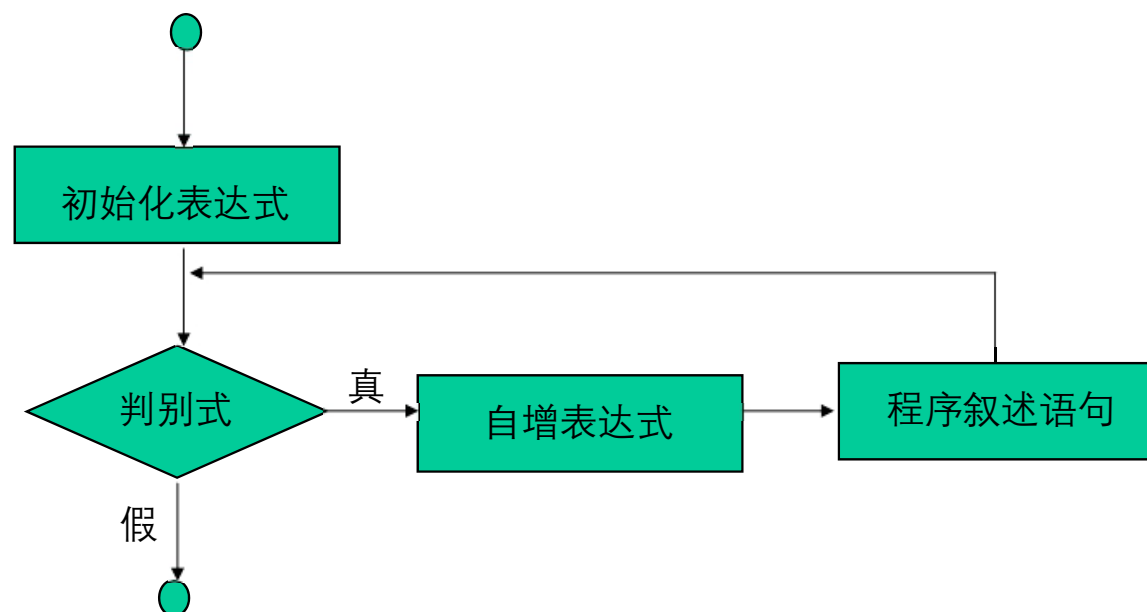 初始化表达式
判别式
真
自增表达式
程序叙述语句
假